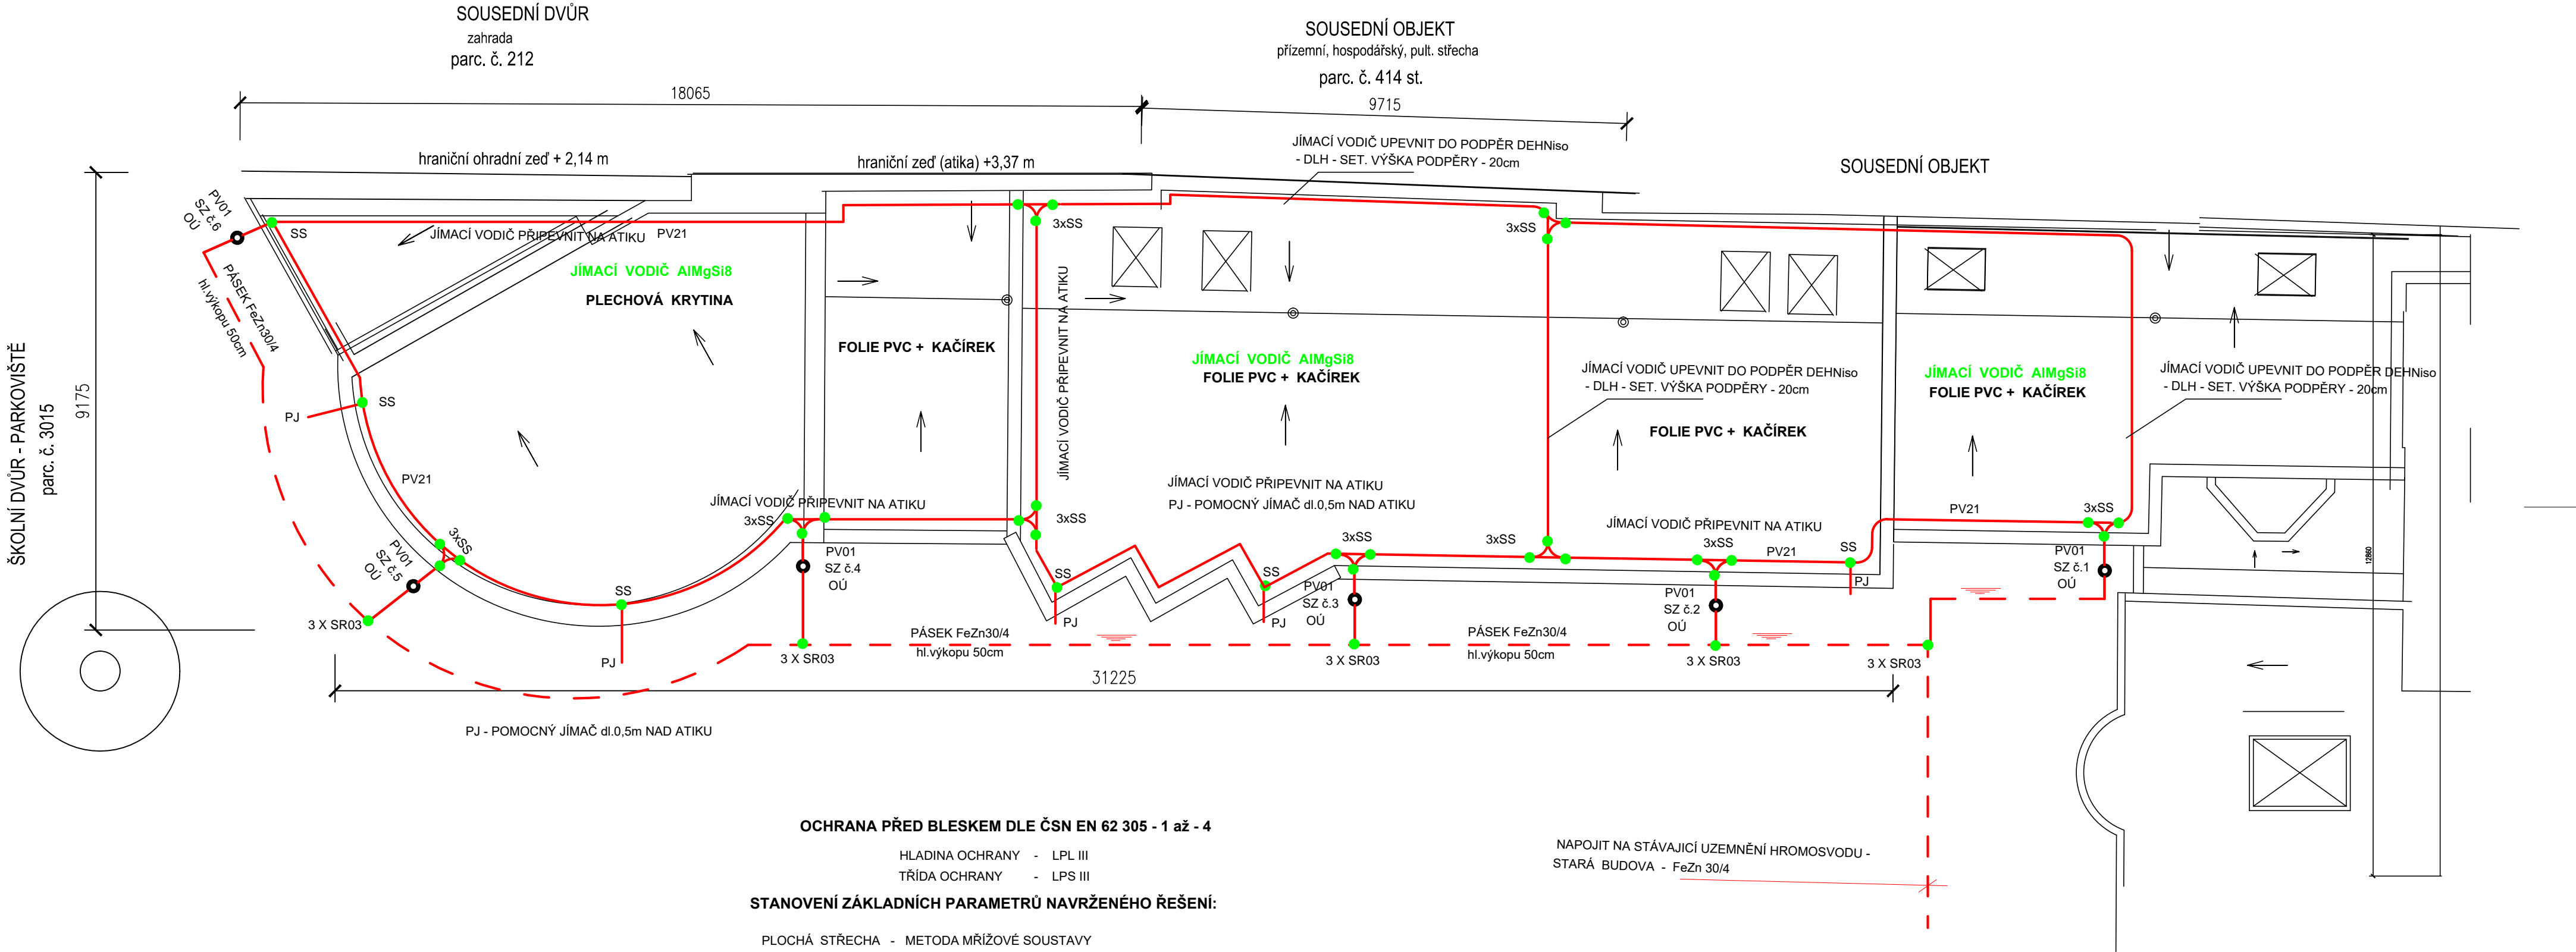 SOUSEDNÍ DVŮR
zahrada
parc. č. 212
SOUSEDNÍ OBJEKT
přízemní, hospodářský, pult. střecha
parc. č. 414 st.
18065
9715
JÍMACÍ VODIČ UPEVNIT DO PODPĚR DEHNiso
- DLH - SET. VÝŠKA PODPĚRY - 20cm
hraniční ohradní zeď + 2,14 m
hraniční zeď (atika) +3,37 m
SOUSEDNÍ OBJEKT
PV01
SZ č.6
OÚ
SS
JÍMACÍ VODIČ PŘIPEVNIT NA ATIKU
PV21
3xSS
3xSS
PÁSEK FeZn30/4
hl.výkopu 50cm
JÍMACÍ VODIČ AlMgSi8
PLECHOVÁ KRYTINA
FOLIE PVC + KAČÍREK
JÍMACÍ VODIČ PŘIPEVNIT NA ATIKU
JÍMACÍ VODIČ AlMgSi8
FOLIE PVC + KAČÍREK
JÍMACÍ VODIČ UPEVNIT DO PODPĚR DEHNiso
- DLH - SET. VÝŠKA PODPĚRY - 20cm
FOLIE PVC + KAČÍREK
JÍMACÍ VODIČ AlMgSi8
FOLIE PVC + KAČÍREK
JÍMACÍ VODIČ UPEVNIT DO PODPĚR DEHNiso
- DLH - SET. VÝŠKA PODPĚRY - 20cm
ŠKOLNÍ DVŮR - PARKOVIŠTĚ
parc. č. 3015
9175
PJ
SS
PV21
JÍMACÍ VODIČ PŘIPEVNIT NA ATIKU
3xSS
3xSS
JÍMACÍ VODIČ PŘIPEVNIT NA ATIKU
PJ - POMOCNÝ JÍMAČ dl.0,5m NAD ATIKU
JÍMACÍ VODIČ PŘIPEVNIT NA ATIKU
PV21
3xSS
3xSS
PV01
SZ č.5
OÚ
PV01
SZ č.4
OÚ
SS
SS
SS
3xSS
3xSS
3xSS
PV21
SS
PJ
PV01
SZ č.3
OÚ
PV01
SZ č.2
OÚ
PV01
SZ č.1
OÚ
12860
3 X SR03
PJ
PJ
PJ
PÁSEK FeZn30/4
hl.výkopu 50cm
PÁSEK FeZn30/4
hl.výkopu 50cm
3 X SR03
3 X SR03
3 X SR03
3 X SR03
31225
PJ - POMOCNÝ JÍMAČ dl.0,5m NAD ATIKU
OCHRANA PŘED BLESKEM DLE ČSN EN 62 305 - 1 až - 4
HLADINA OCHRANY - LPL III
TŘÍDA OCHRANY - LPS III
STANOVENÍ ZÁKLADNÍCH PARAMETRŮ NAVRŽENÉHO ŘEŠENÍ:
PLOCHÁ STŘECHA - METODA MŘÍŽOVÉ SOUSTAVY
NAPOJIT NA STÁVAJICÍ UZEMNĚNÍ HROMOSVODU -
STARÁ BUDOVA - FeZn 30/4